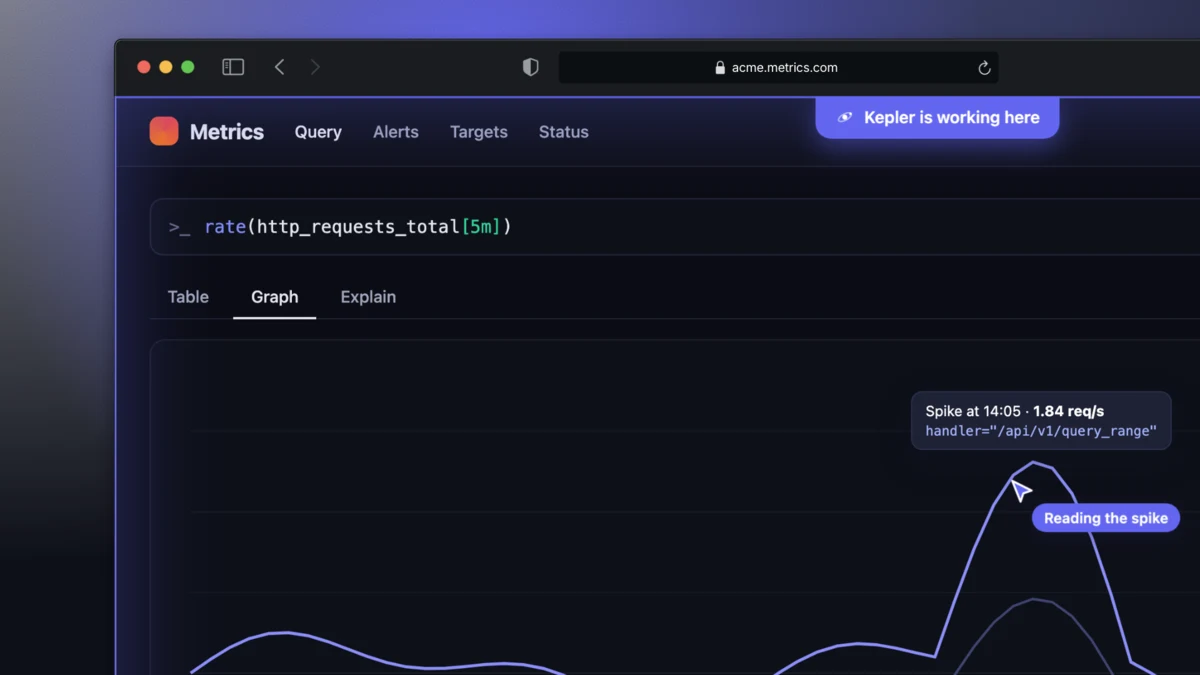 acme.metrics.com
Kepler is working here
Metrics Query Alerts Targets Status
>_ rate(http_requests_total[5m])
Table Graph Explain
Spike at 14:05 · 1.84 req/s
handler="/api/v1/query_range"
Reading the spike